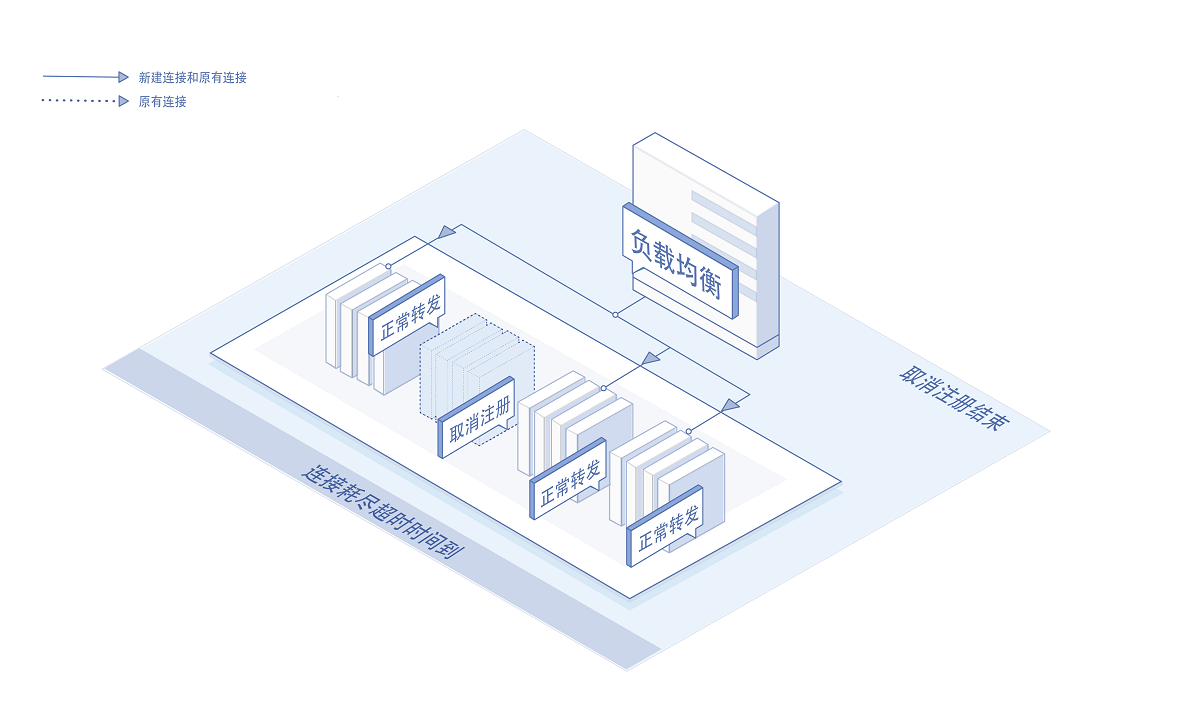 新建连接和原有连接
原有连接
负载均衡
正常转发
取消注册
正常转发
正常转发
取消注册结束
连接耗尽超时时间到